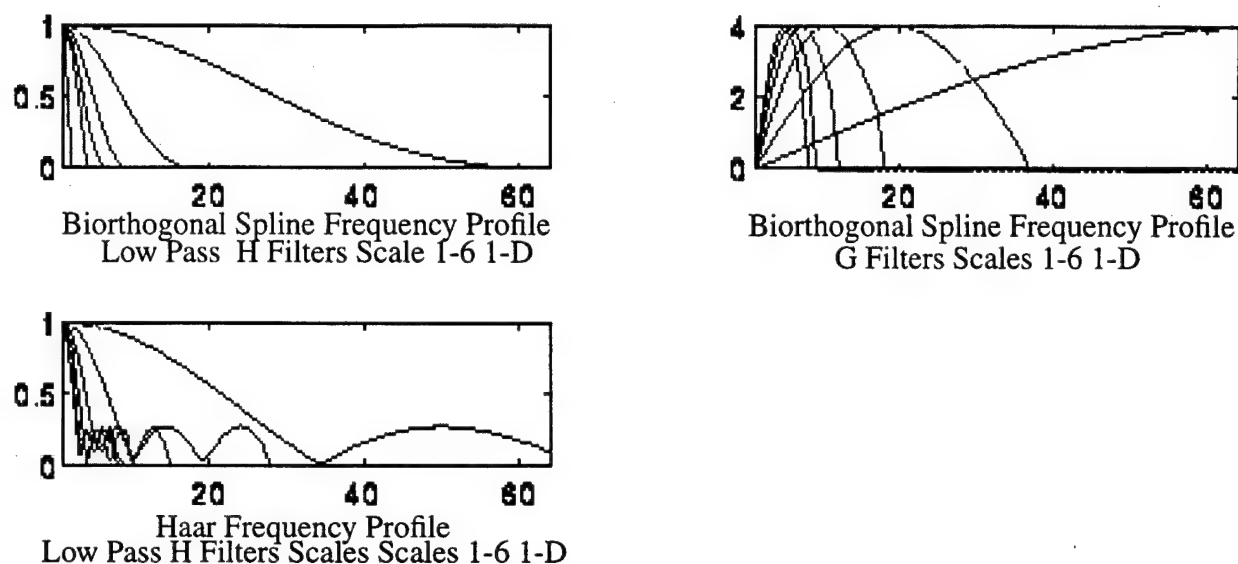 1
0.5
0
20 40 60
Biorthogonal Spline Frequency Profile
Low Pass H Filters Scale 1-6 1-D
4
2
0
20 40 60
Biorthogonal Spline Frequency Profile
G Filters Scales 1-6 1-D
1
0.5
0
20 40 60
Haar Frequency Profile
Low Pass H Filters Scales Scales 1-6 1-D